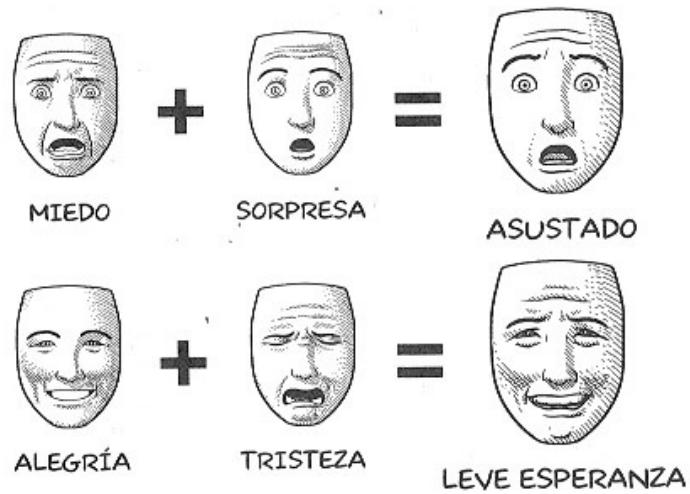 MIEDO + SORPRESA = ASUSTADO
ALEGRÍA + TRISTEZA = LEVE ESPERANZA